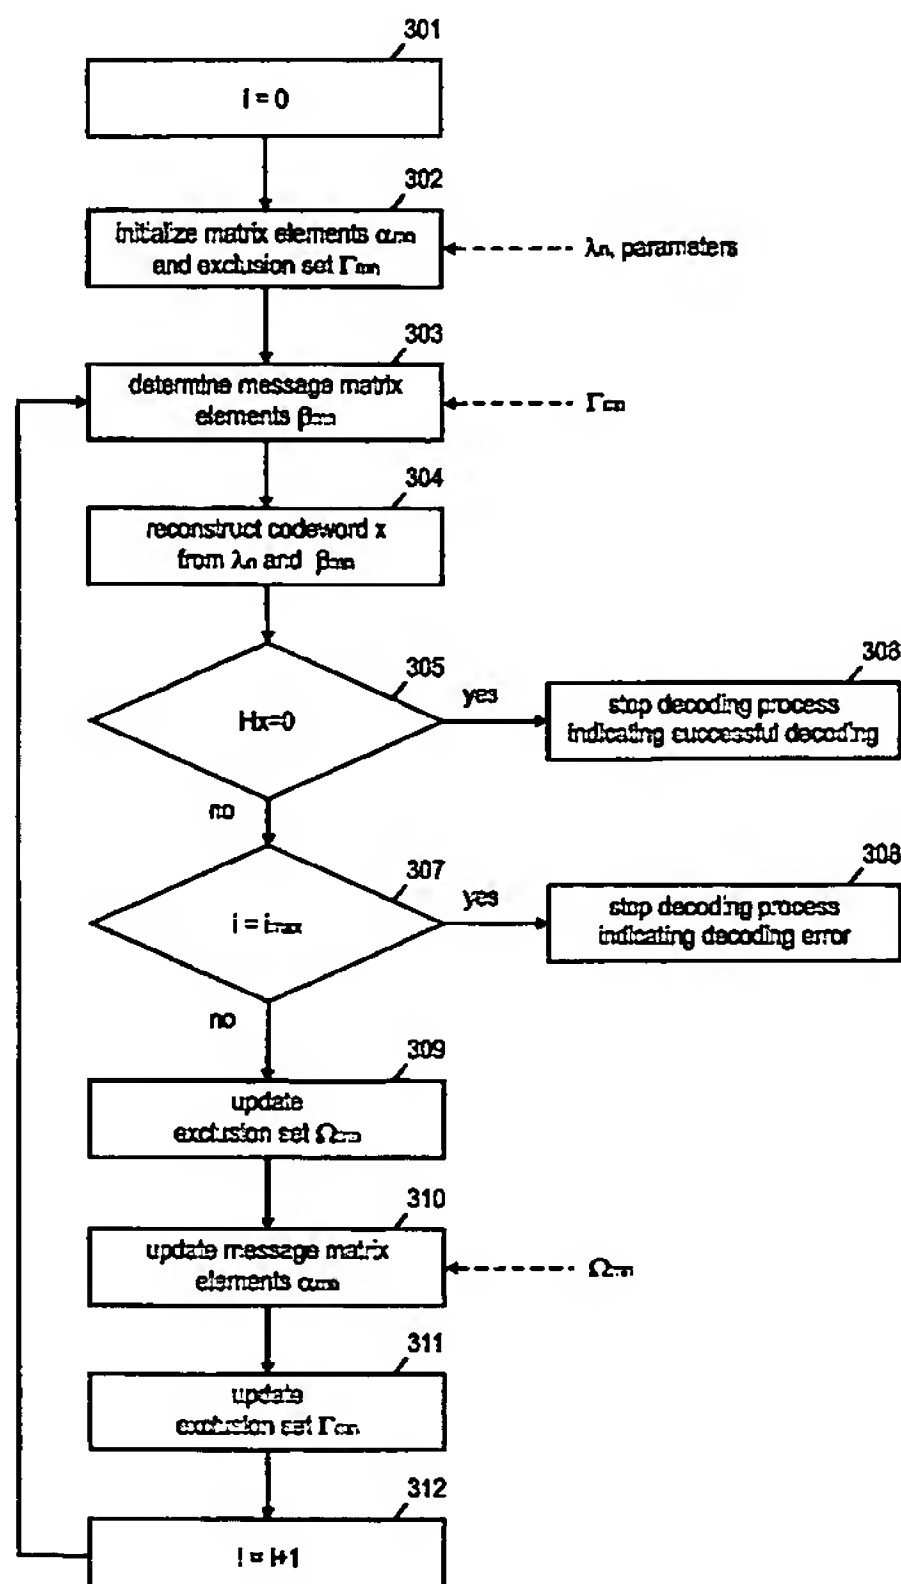 301
i = 0
302
initialize matrix elements αmn
and exclusion set Γmn
λn, parameters
303
determine message matrix
elements βmn
Γmn
304
reconstruct codeword x
from λn and βmn
305
Hx=0
yes
306
stop decoding process
indicating successful decoding
no
307
i = imax
yes
308
stop decoding process
indicating decoding error
no
309
update
exclusion set Ωmn
310
update message matrix
elements αmn
Ωmn
311
update
exclusion set Γmn
312
i = i+1